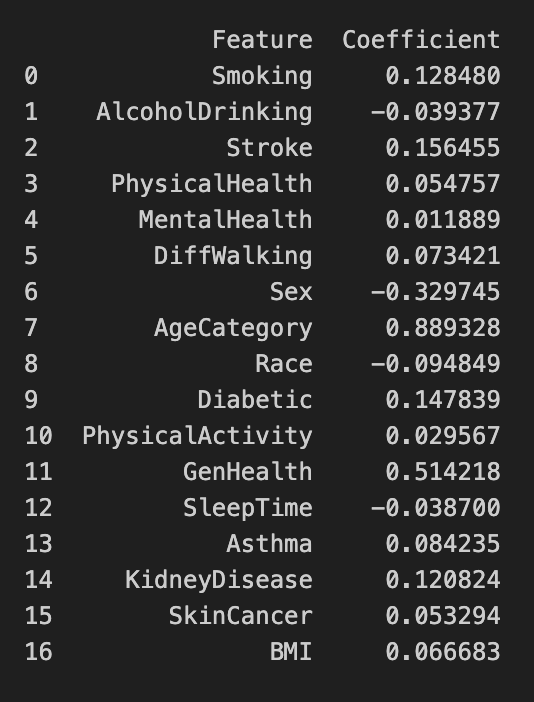 Feature Coefficient
0 Smoking 0.128480
1 AlcoholDrinking -0.039377
2 Stroke 0.156455
3 PhysicalHealth 0.054757
4 MentalHealth 0.011889
5 DiffWalking 0.073421
6 Sex -0.329745
7 AgeCategory 0.889328
8 Race -0.094849
9 Diabetic 0.147839
10 PhysicalActivity 0.029567
11 GenHealth 0.514218
12 SleepTime -0.038700
13 Asthma 0.084235
14 KidneyDisease 0.120824
15 SkinCancer 0.053294
16 BMI 0.066683